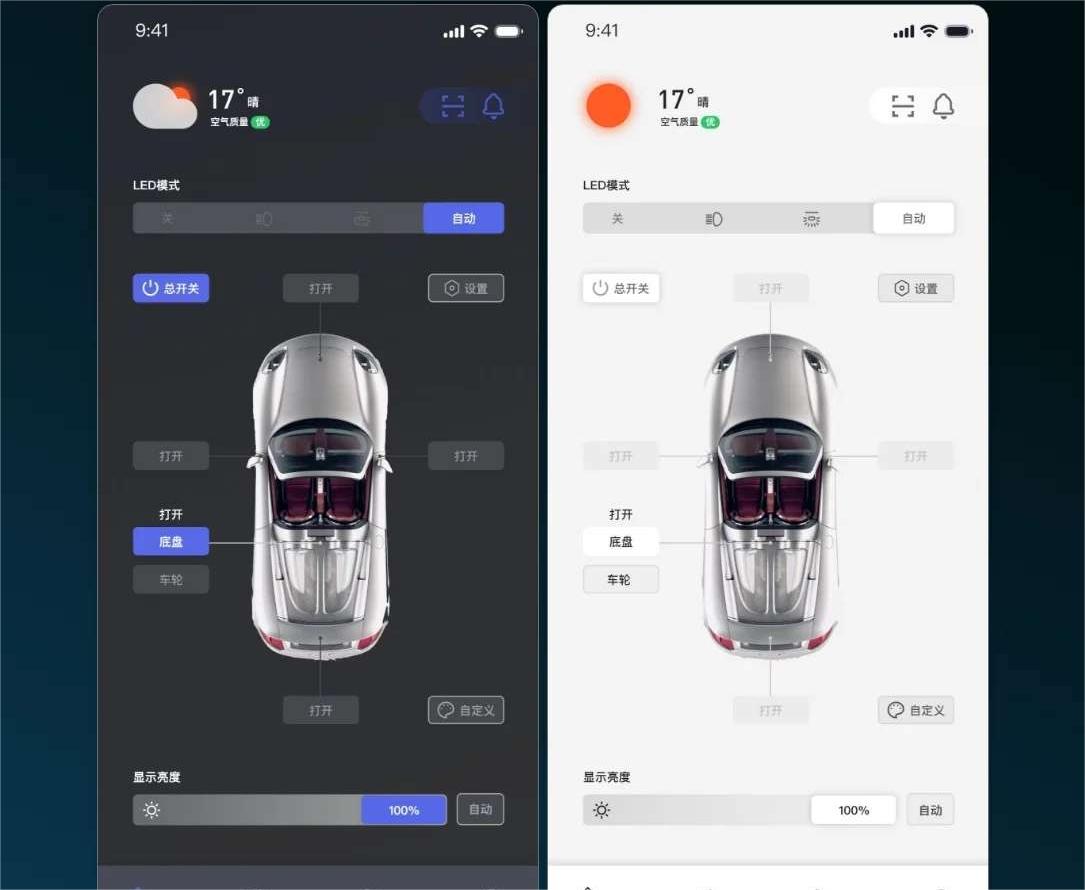 9:41
17°晴
空气质量 优
LED模式
关 自动
总开关 打开 设置
打开 打开
打开
底盘
车轮
打开 自定义
显示亮度
100% 自动
9:41
17°晴
空气质量 优
LED模式
关 自动
总开关 打开 设置
打开 打开
打开
底盘
车轮
打开 自定义
显示亮度
100% 自动